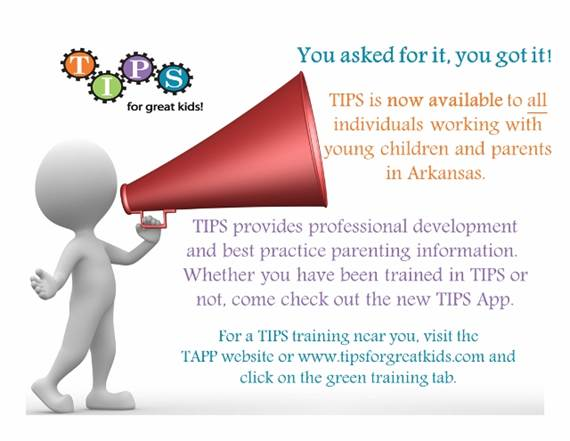 TIPS
for great kids!
You asked for it, you got it!
TIPS is now available to all
individuals working with
young children and parents
in Arkansas.
TIPS provides professional development
and best practice parenting information.
Whether you have been trained in TIPS or
not, come check out the new TIPS App.
For a TIPS training near you, visit the
TAPP website or www.tipsforgreatkids.com and
click on the green training tab.